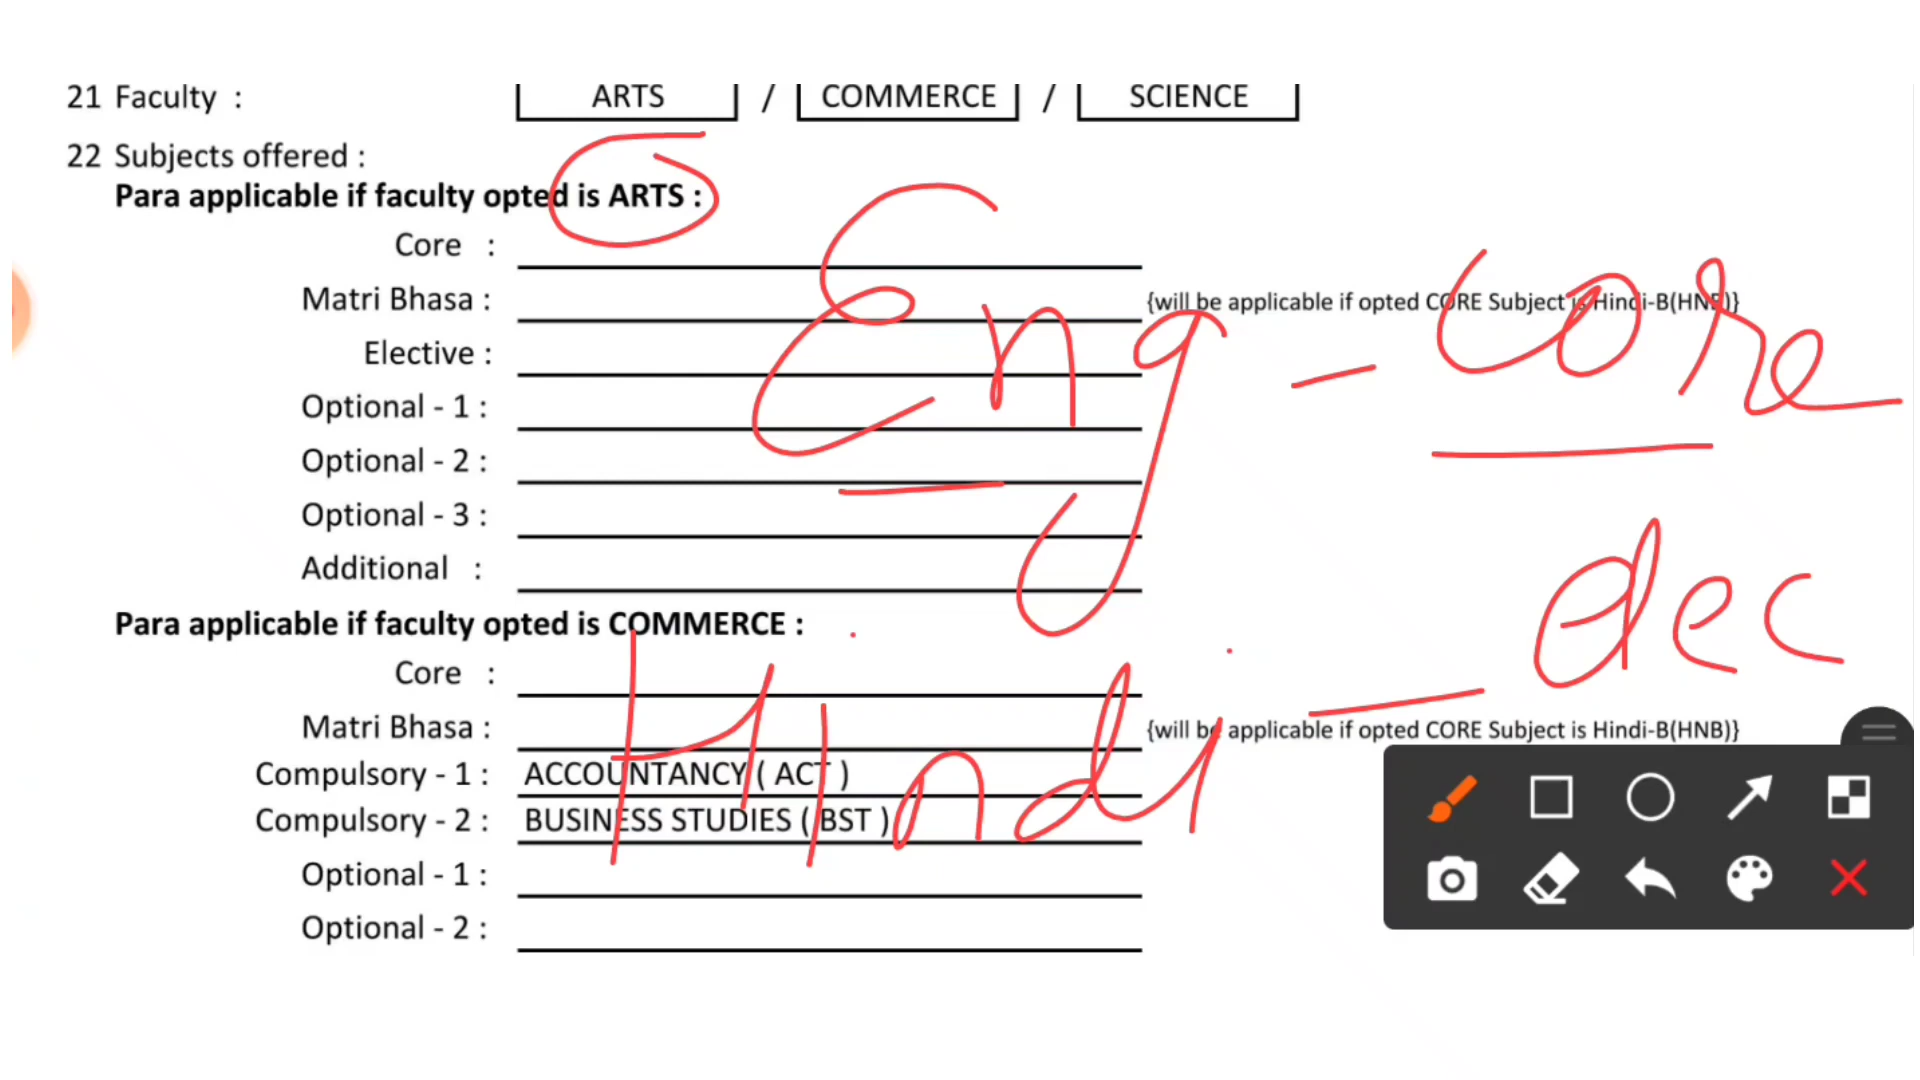 21 Faculty : ARTS / COMMERCE / SCIENCE
22 Subjects offered :
Para applicable if faculty opted is ARTS :
Core :
Matri Bhasa : {will be applicable if opted CORE Subject is Hindi-B(HNB)}
Elective :
Optional - 1 :
Optional - 2 :
Optional - 3 :
Additional :
Eng - Core
Para applicable if faculty opted is COMMERCE :
Core :
Matri Bhasa : {will be applicable if opted CORE Subject is Hindi-B(HNB)}
Compulsory - 1 : ACCOUNTANCY ( ACT )
Compulsory - 2 : BUSINESS STUDIES ( BST )
Optional - 1 :
Optional - 2 :
Hindi -